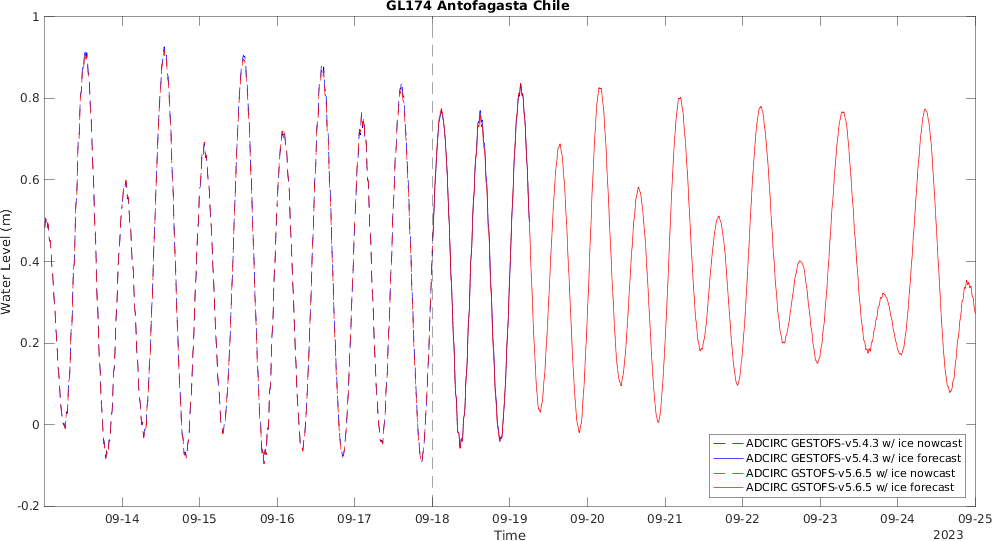 GL174 Antofagasta Chile
1
0.8
0.6
0.4
0.2
0
-0.2
Water Level (m)
09-14 09-15 09-16 09-17 09-18 09-19 09-20 09-21 09-22 09-23 09-24 09-25
Time
2023
ADCIRC GESTOFS-v5.4.3 w/ ice nowcast
ADCIRC GESTOFS-v5.4.3 w/ ice forecast
ADCIRC GSTOFS-v5.6.5 w/ ice nowcast
ADCIRC GSTOFS-v5.6.5 w/ ice forecast